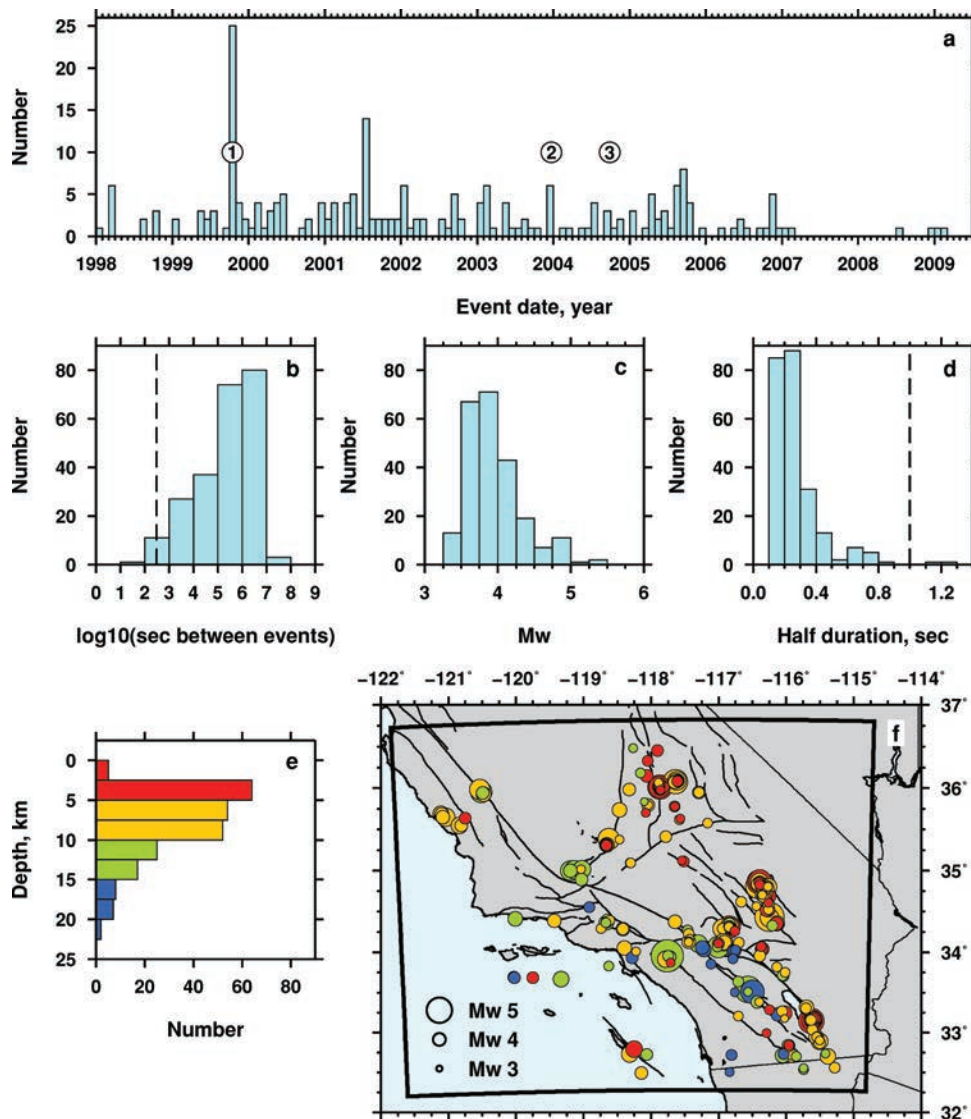 25
20
15
10
5
0
Number
a
1
2
3
1998 1999 2000 2001 2002 2003 2004 2005 2006 2007 2008 2009
Event date, year
80
60
40
20
0
Number
b
0 1 2 3 4 5 6 7 8 9
log10(sec between events)
80
60
40
20
0
Number
c
3 4 5 6
Mw
80
60
40
20
0
Number
d
0.0 0.4 0.8 1.2
Half duration, sec
0
5
10
15
20
25
Depth, km
e
0 20 40 60 80
Number
−122˚ −121˚ −120˚ −119˚ −118˚ −117˚ −116˚ −115˚ −114˚
f
37˚
36˚
35˚
34˚
33˚
32˚
Mw 5
Mw 4
Mw 3